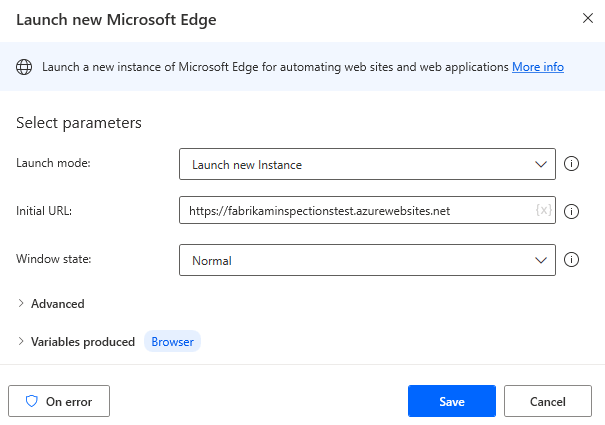 Launch new Microsoft Edge
Launch a new instance of Microsoft Edge for automating web sites and web applications More info
Select parameters
Launch mode: Launch new Instance
Initial URL: https://fabrikaminspectionstest.azurewebsites.net {x}
Window state: Normal
Advanced
Variables produced Browser
On error Save Cancel